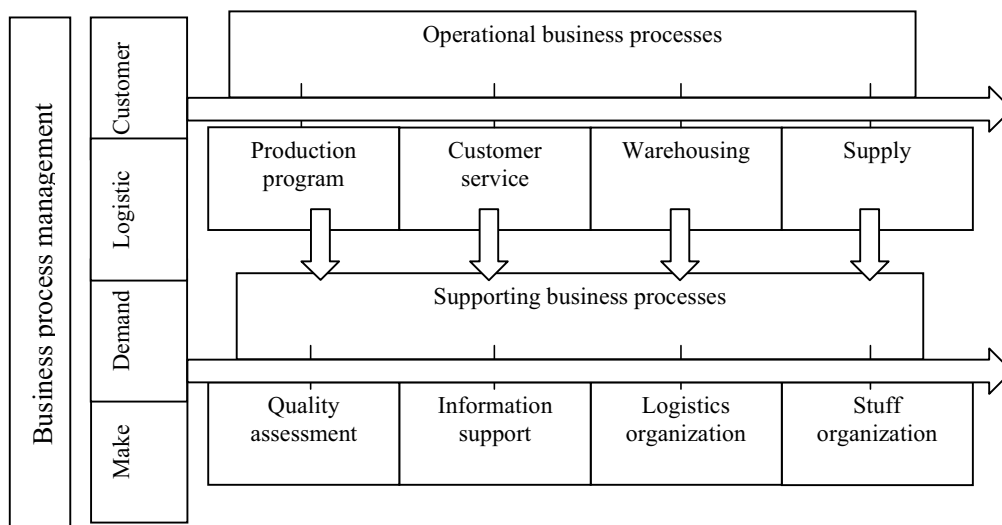 Business process management
Customer
Logistic
Demand
Make
Operational business processes
Production
program
Customer
service
Warehousing
Supply
Supporting business processes
Quality
assessment
Information
support
Logistics
organization
Stuff
organization